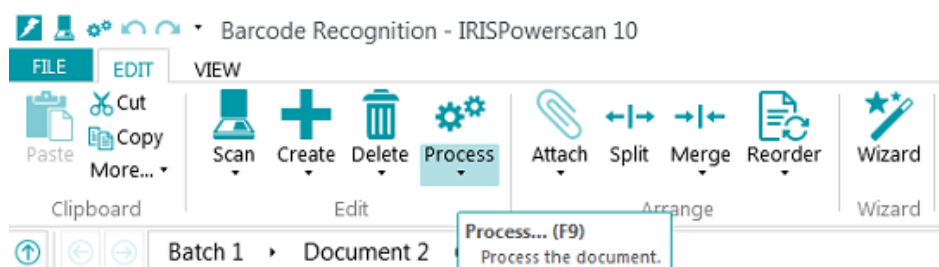 Barcode Recognition - IRISPowerscan 10
FILE EDIT VIEW
Paste
Cut
Copy
More...
Scan Create Delete Process Attach Split Merge Reorder Wizard
Clipboard Edit Arrange Wizard
Process... (F9)
Process the document.
Batch 1 Document 2